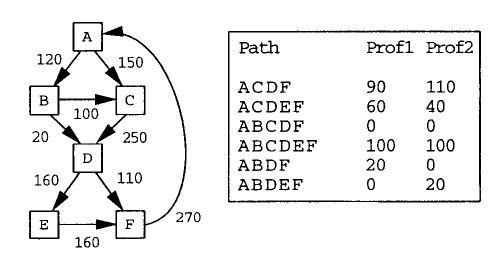 A
120 150
B C
100
20 250
D
160 110
E F
160
270
Path Prof1 Prof2
ACDF 90 110
ACDEF 60 40
ABCDF 0 0
ABCDEF 100 100
ABDF 20 0
ABDEF 0 20